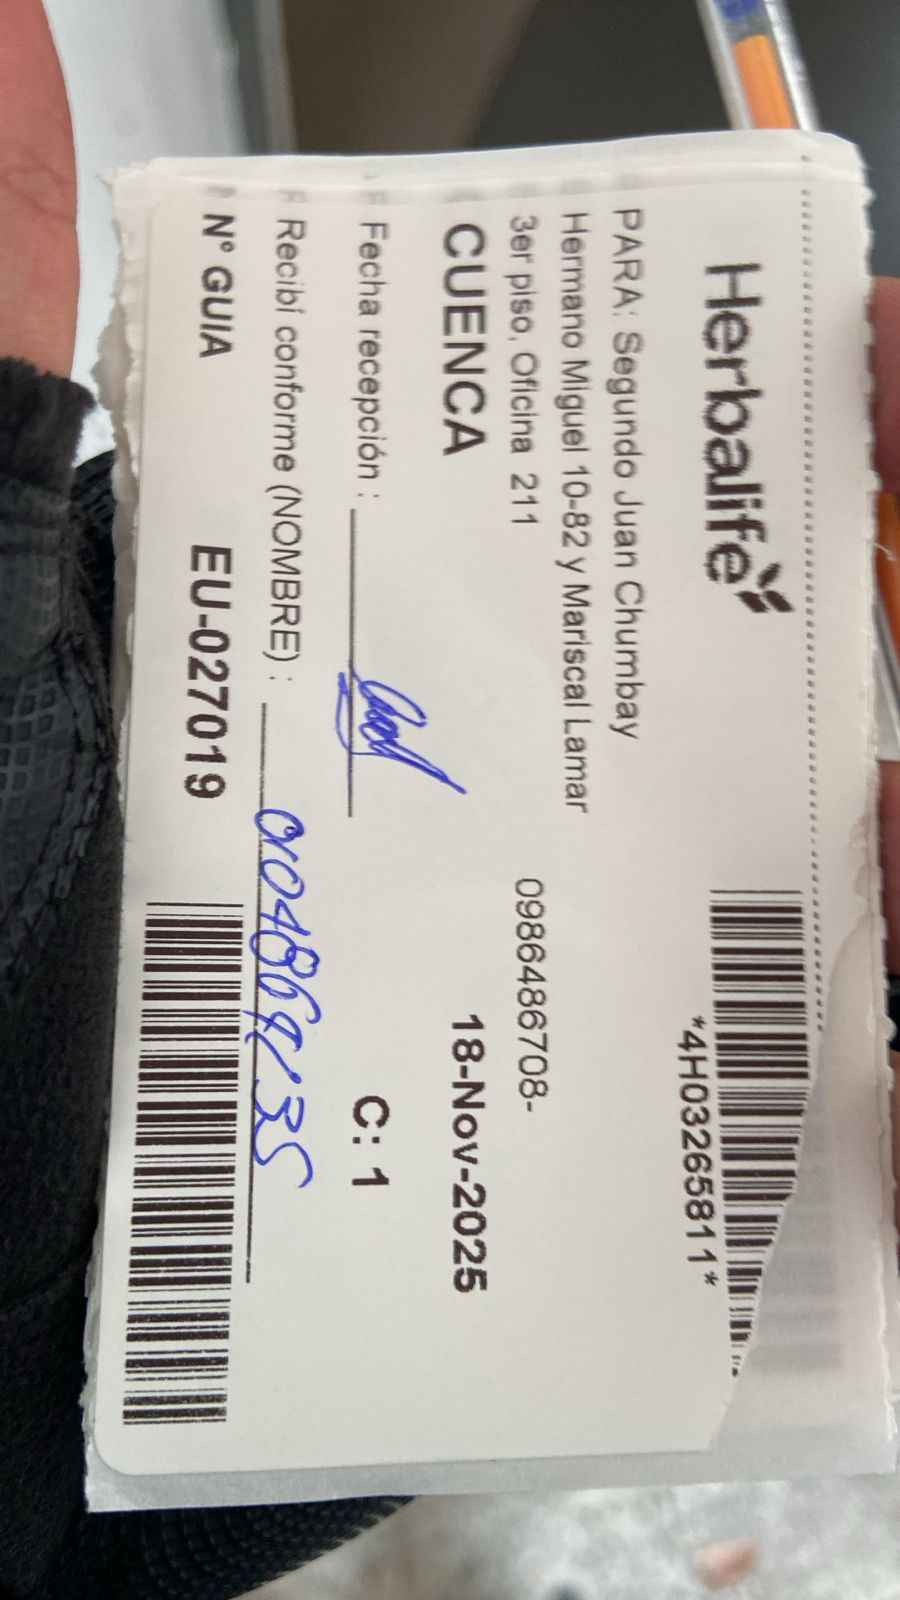 Herbalife
*4H03265811*
PARA: Segundo Juan Chumbay
Hermano Miguel 10-82 y Mariscal Lamar
3er piso, Oficina 211
0986486708-
CUENCA 18-Nov-2025
Fecha recepción :
C: 1
Recibí conforme (NOMBRE) :
N° GUIA EU-027019